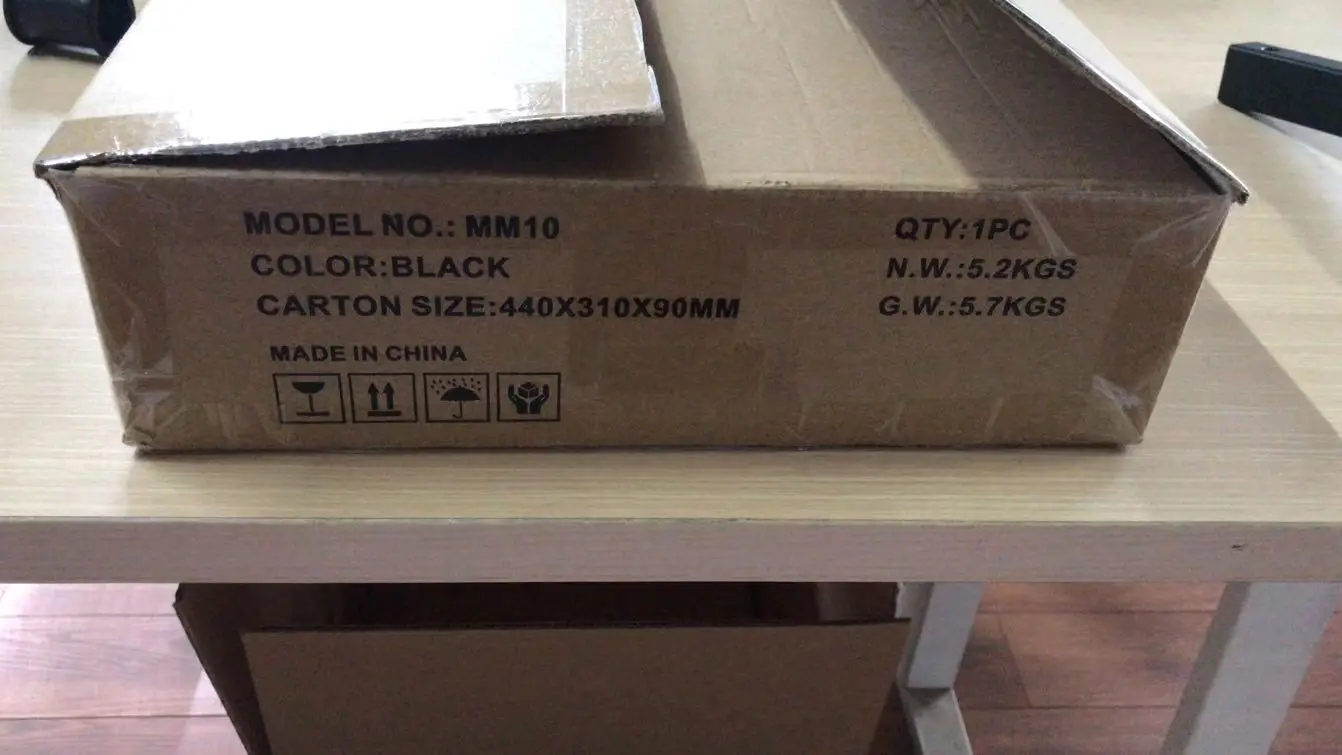 MODEL NO.: MM10
COLOR:BLACK
CARTON SIZE:440X310X90MM
MADE IN CHINA
QTY:1PC
N.W.:5.2KGS
G.W.:5.7KGS